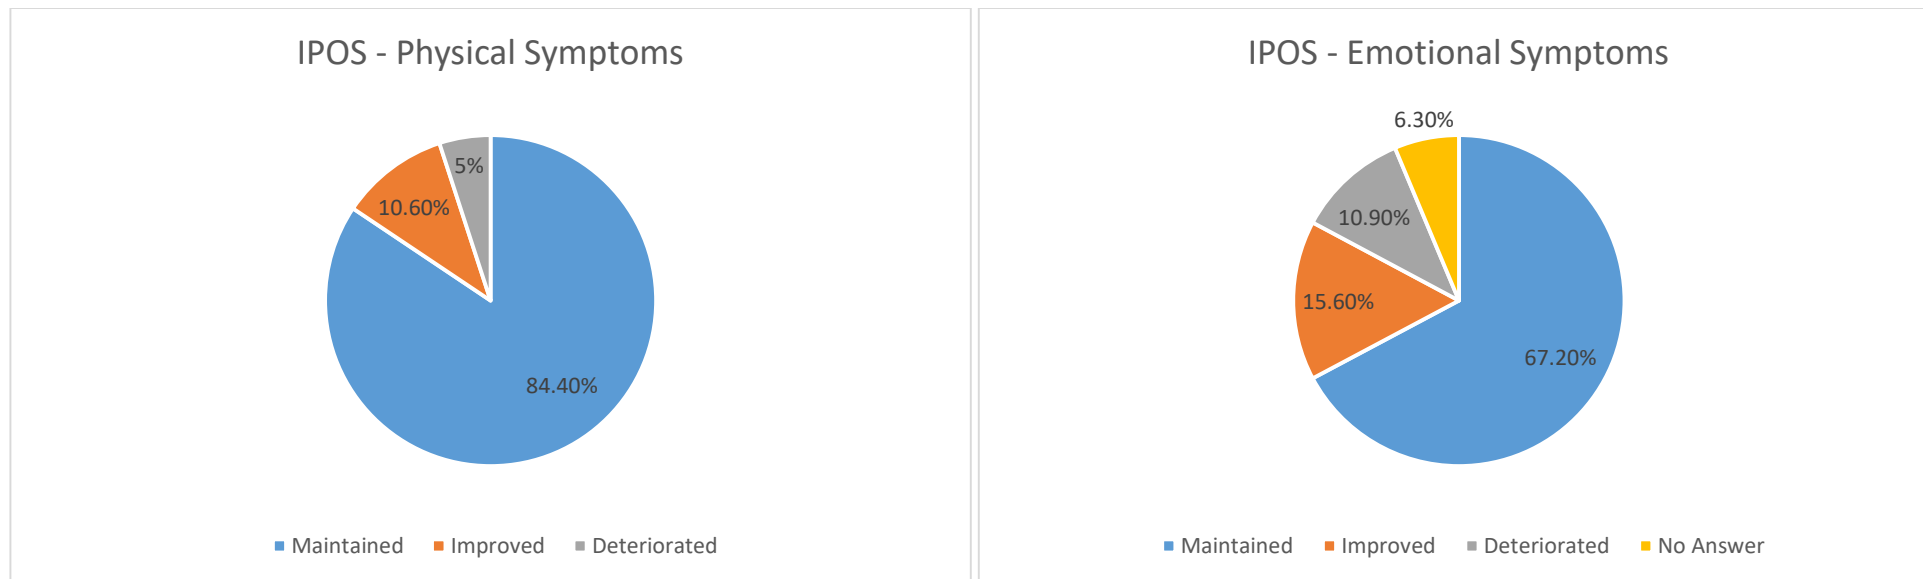 IPOS - Physical Symptoms
5%
10.60%
84.40%
Maintained Improved Deteriorated
IPOS - Emotional Symptoms
6.30%
10.90%
15.60%
67.20%
Maintained Improved Deteriorated No Answer